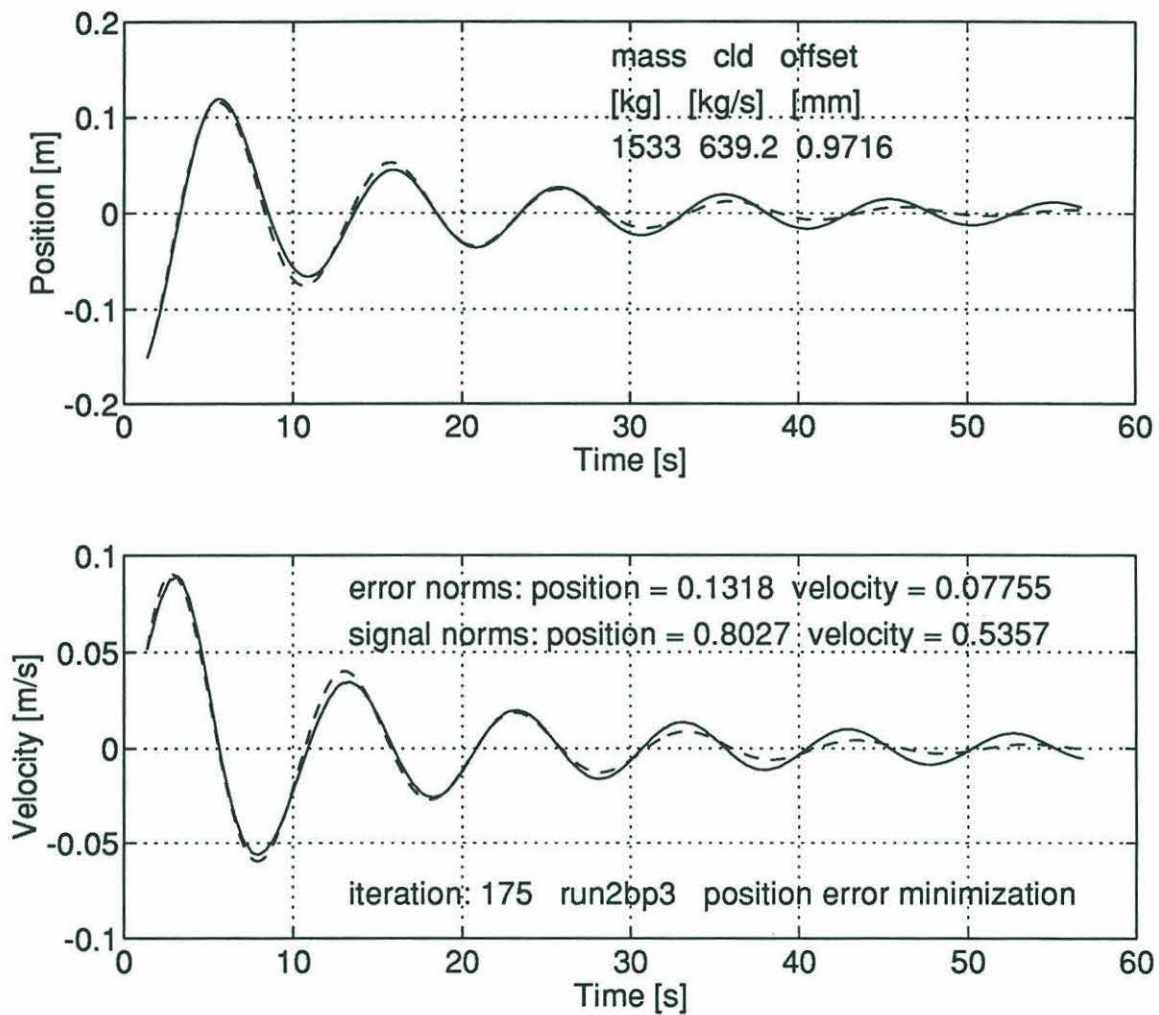 0.2
mass cld offset
[kg] [kg/s] [mm]
1533 639.2 0.9716
0.1
0
-0.1
-0.2
Position [m]
0 10 20 30 40 50 60
Time [s]
0.1
error norms: position = 0.1318 velocity = 0.07755
signal norms: position = 0.8027 velocity = 0.5357
0.05
0
-0.05
iteration: 175 run2bp3 position error minimization
-0.1
Velocity [m/s]
0 10 20 30 40 50 60
Time [s]